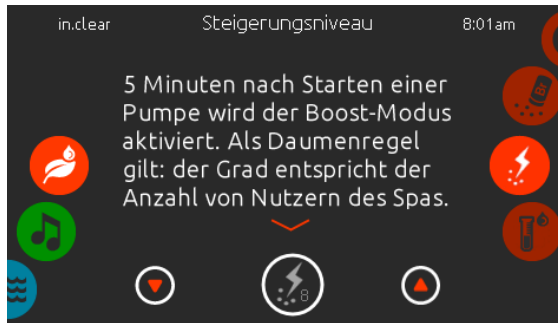 in.clear
Steigerungsniveau
8:01am
5 Minuten nach Starten einer
Pumpe wird der Boost-Modus
aktiviert. Als Daumenregel
gilt: der Grad entspricht der
Anzahl von Nutzern des Spas.
Br
8